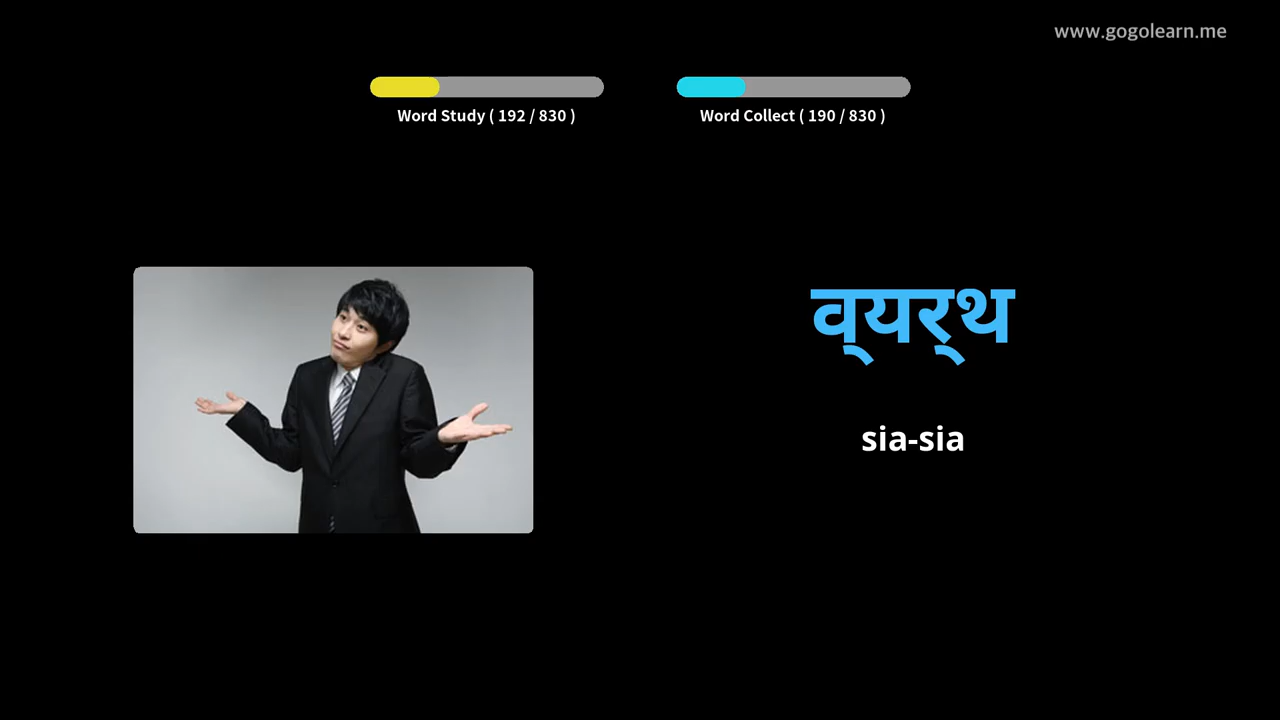 www.gogolearn.me
Word Study ( 192 / 830 )
Word Collect ( 190 / 830 )
व्‌यर्‌थ
sia-sia